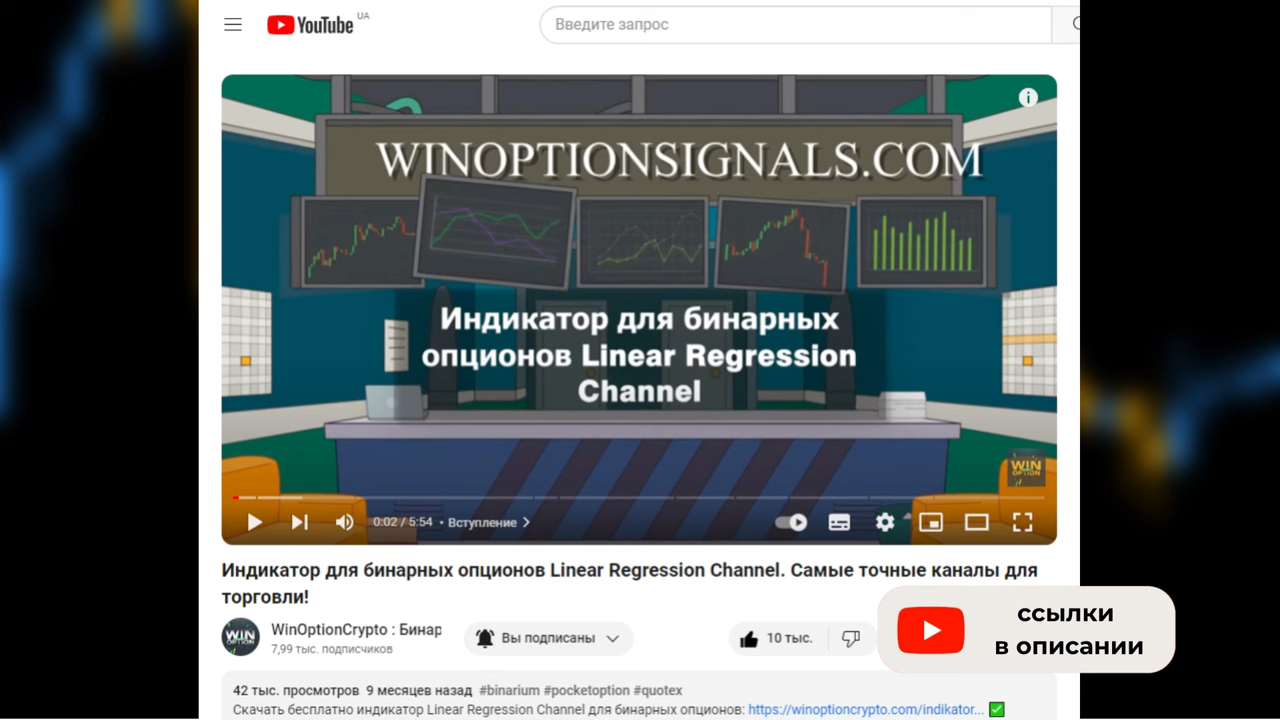 YouTube UA
Введите запрос
WINOPTIONSIGNALS.COM
Индикатор для бинарных
опционов Linear Regression
Channel
WIN
OPTION
0:02 / 5:54 • Вступление
Индикатор для бинарных опционов Linear Regression Channel. Самые точные каналы для
торговли!
WIN
OPTION
WinOptionCrypto : Бинар
7,99 тыс. подписчиков
Вы подписаны
10 тыс.
ссылки
в описании
42 тыс. просмотров 9 месяцев назад #binarium #pocketoption #quotex
Скачать бесплатно индикатор Linear Regression Channel для бинарных опционов: https://winoptioncrypto.com/indikator...